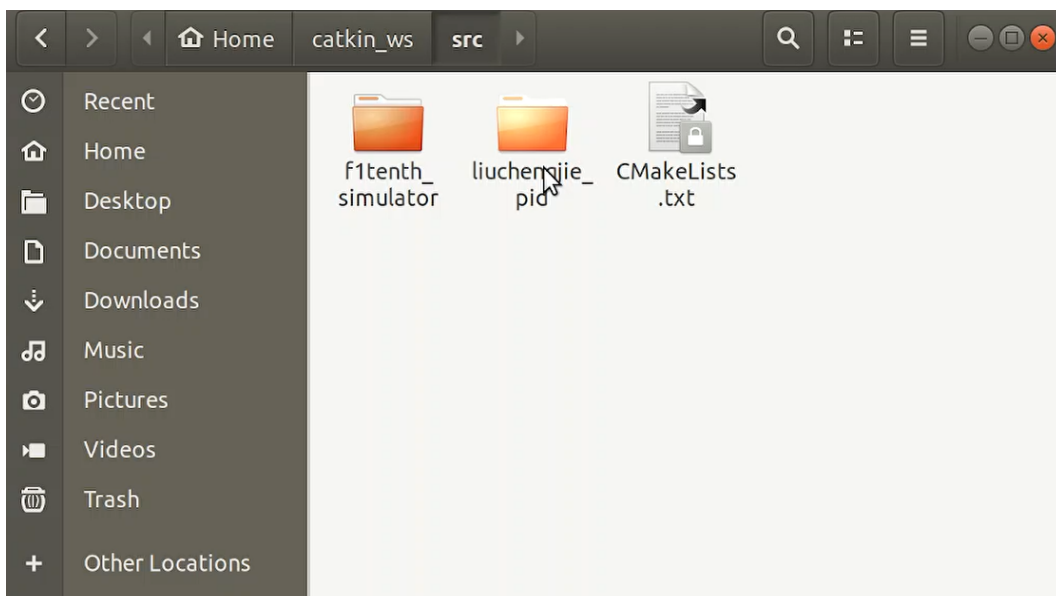 Home
catkin_ws
src
Recent
Home
Desktop
Documents
Downloads
Music
Pictures
Videos
Trash
Other Locations
f1tenth_
simulator
pid
CMakeLists
.txt